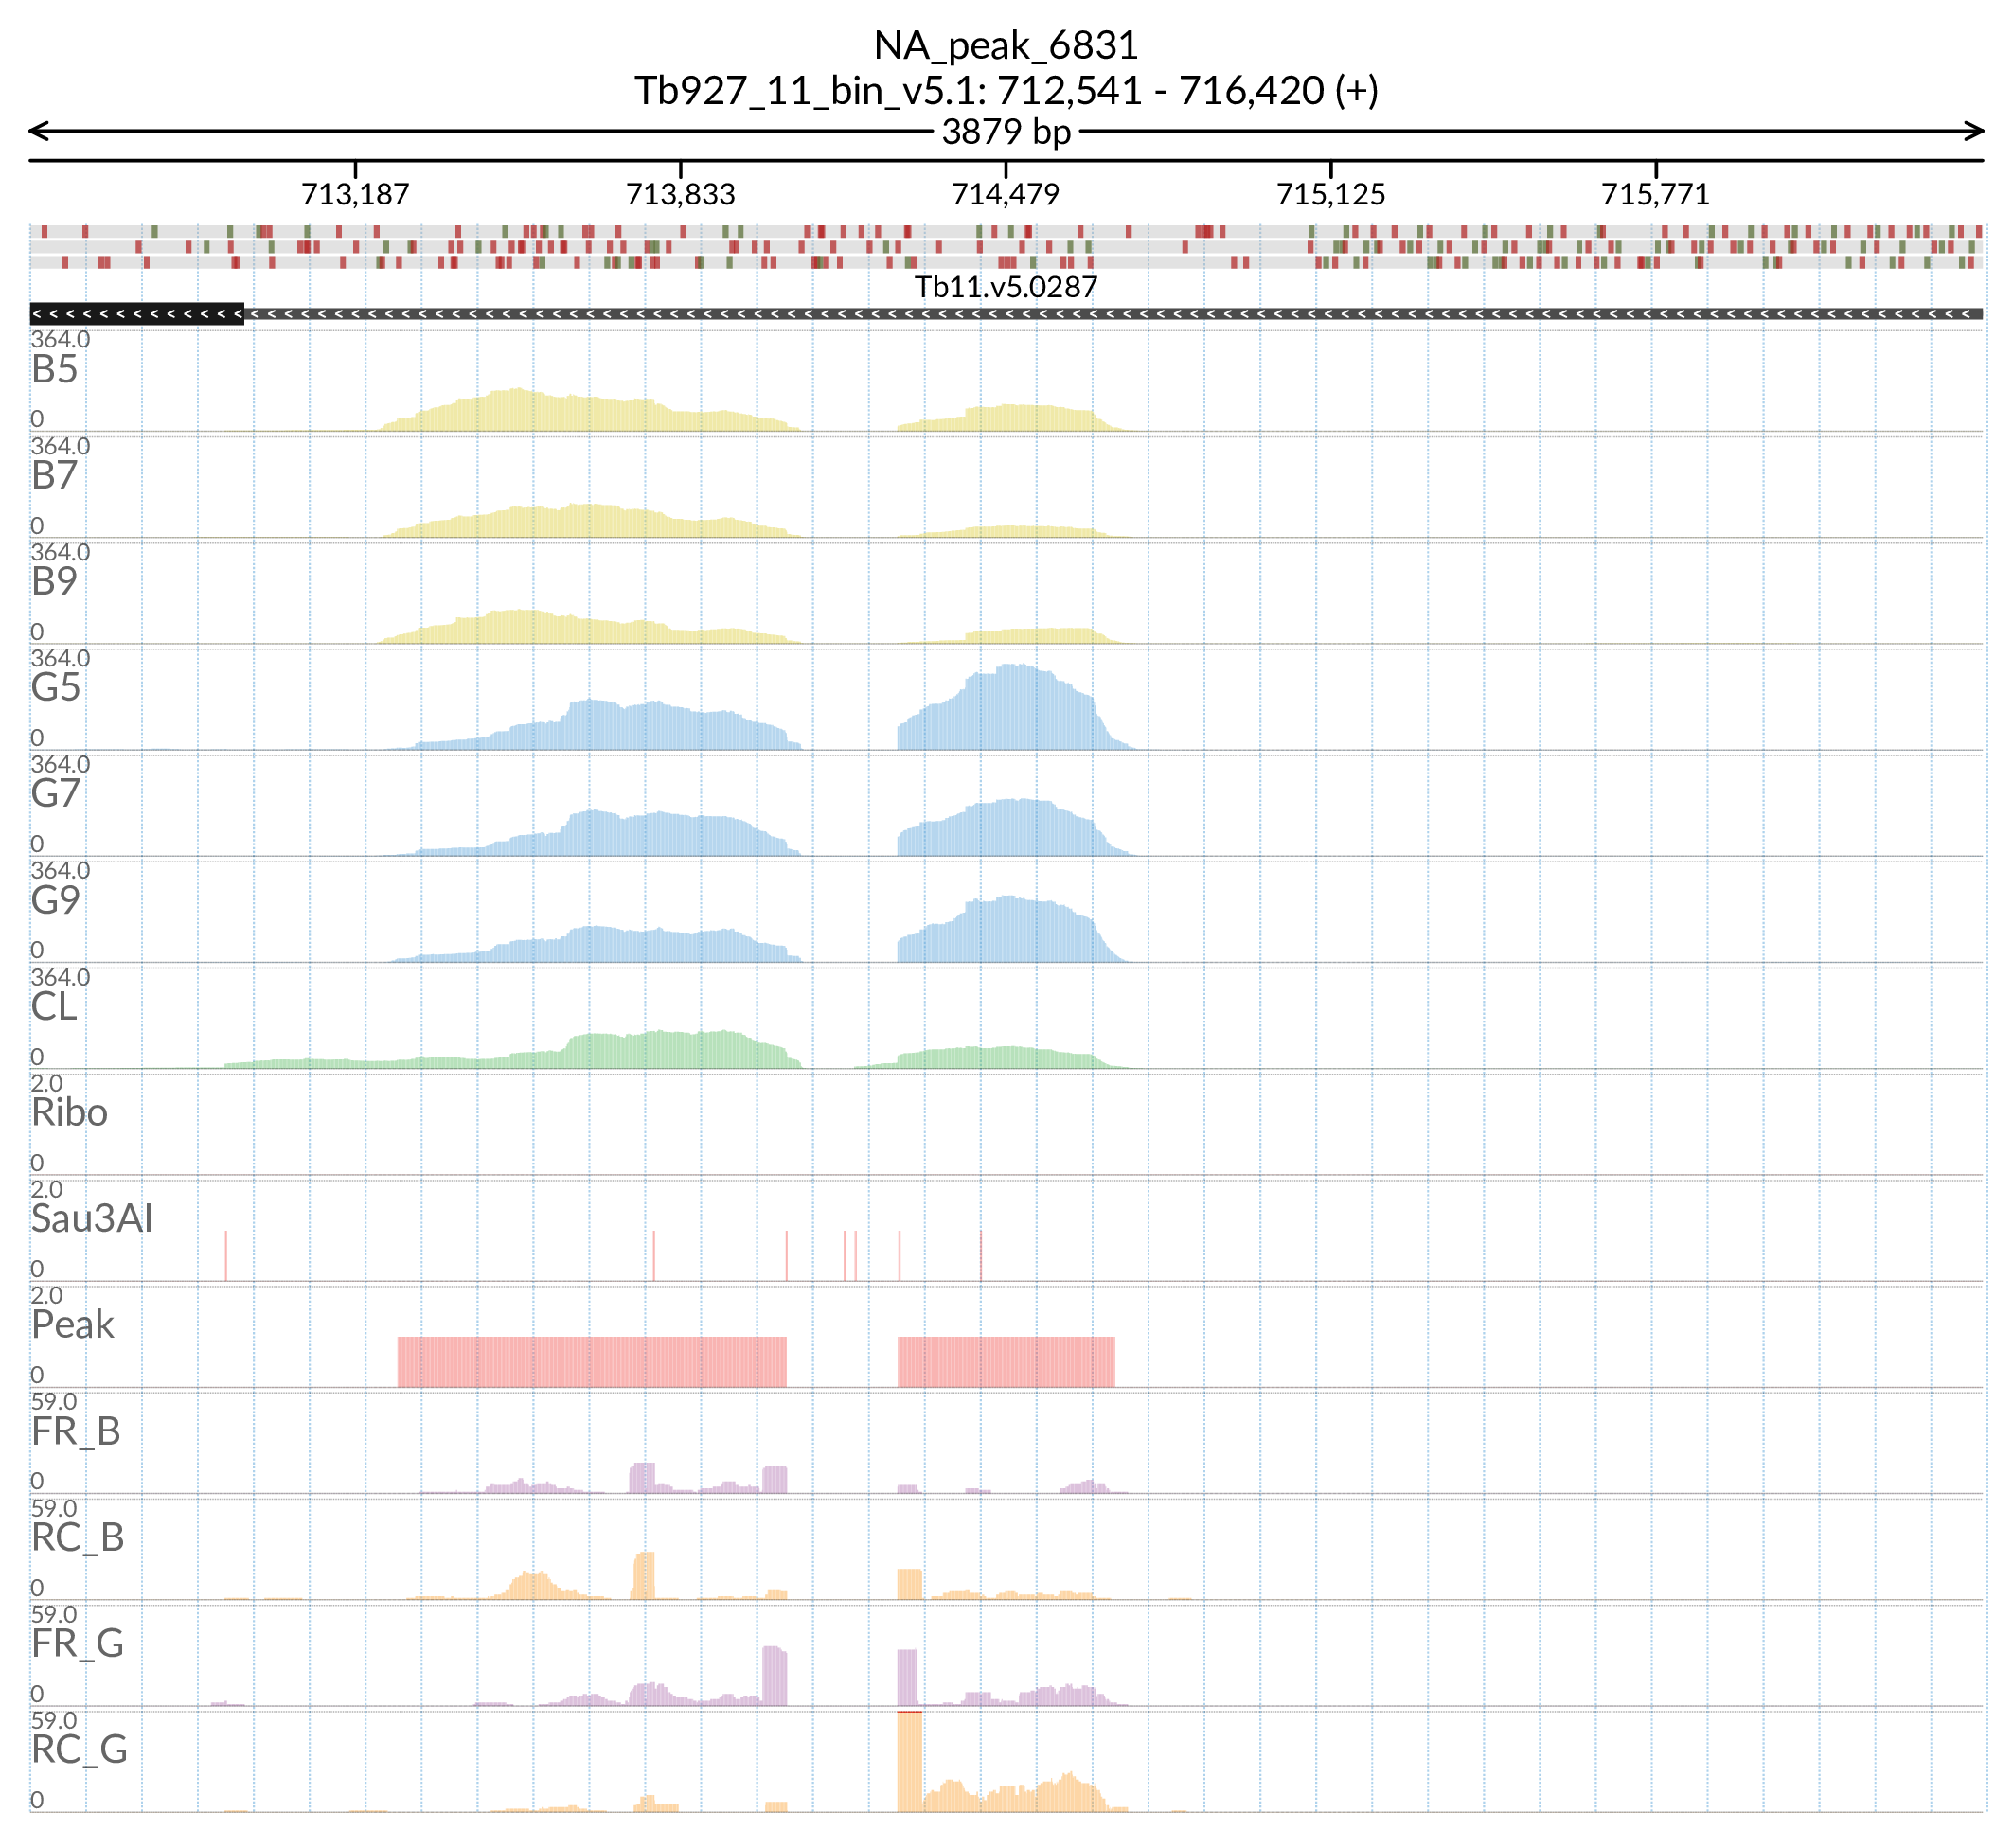 NA_peak_6831
Tb927_11_bin_v5.1: 712,541 - 716,420 (+)
3879 bp
713,187 713,833 714,479 715,125 715,771
Tb11.v5.0287
364.0
B5
0
364.0
B7
0
364.0
B9
0
364.0
G5
0
364.0
G7
0
364.0
G9
0
364.0
CL
0
2.0
Ribo
0
2.0
Sau3AI
0
2.0
Peak
0
59.0
FR_B
0
59.0
RC_B
0
59.0
FR_G
0
59.0
RC_G
0